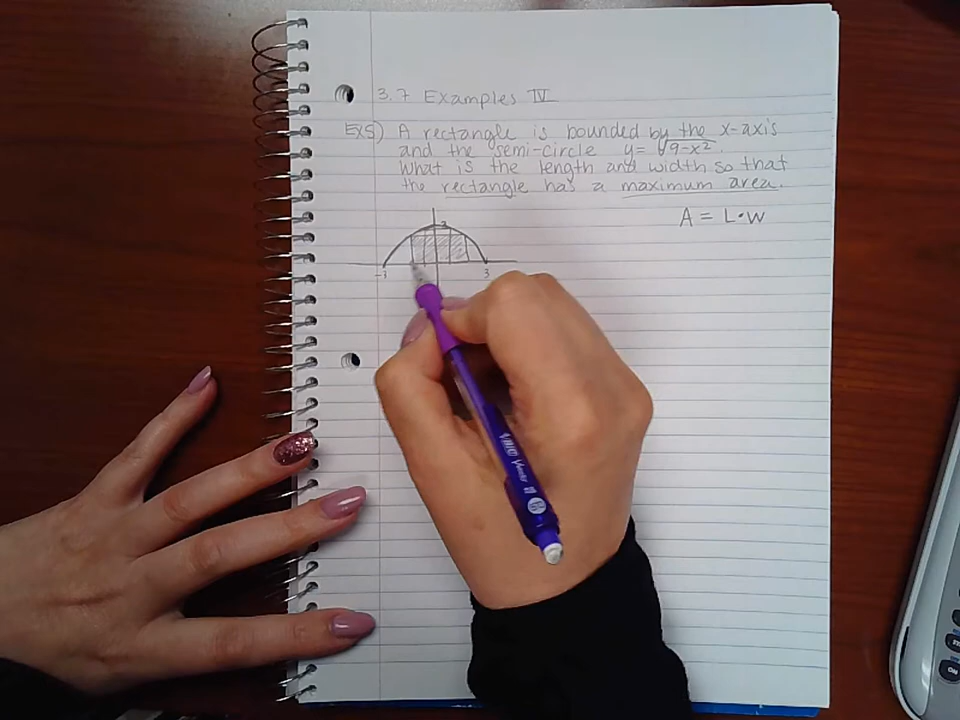 3.7 Examples IV
Ex5) A rectangle is bounded by the x-axis
and the semi-circle y= √9-x²
What is the length and width so that
the rectangle has a maximum area.
A = L•W
3
-3 3